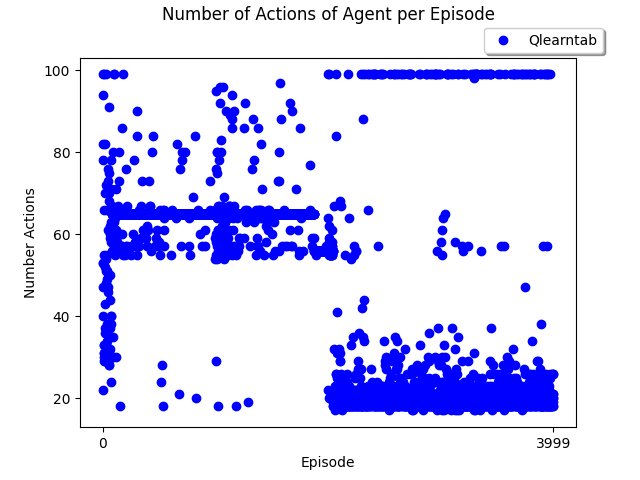 Number of Actions of Agent per Episode
Qlearntab
100
80
60
40
20
Number Actions
0
3999
Episode